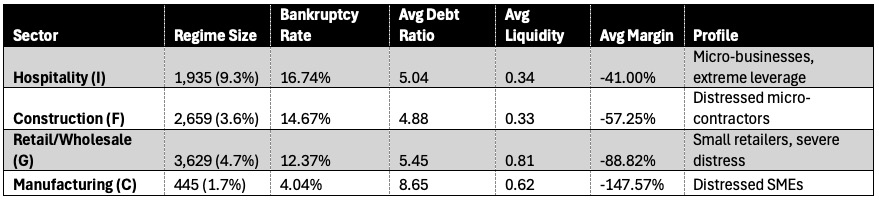 Sector Regime Size Bankruptcy Rate Avg Debt Ratio Avg Liquidity Avg Margin Profile
Hospitality (I) 1,935 (9.3%) 16.74% 5.04 0.34 -41.00% Micro-businesses, extreme leverage
Construction (F) 2,659 (3.6%) 14.67% 4.88 0.33 -57.25% Distressed micro-contractors
Retail/Wholesale (G) 3,629 (4.7%) 12.37% 5.45 0.81 -88.82% Small retailers, severe distress
Manufacturing (C) 445 (1.7%) 4.04% 8.65 0.62 -147.57% Distressed SMEs